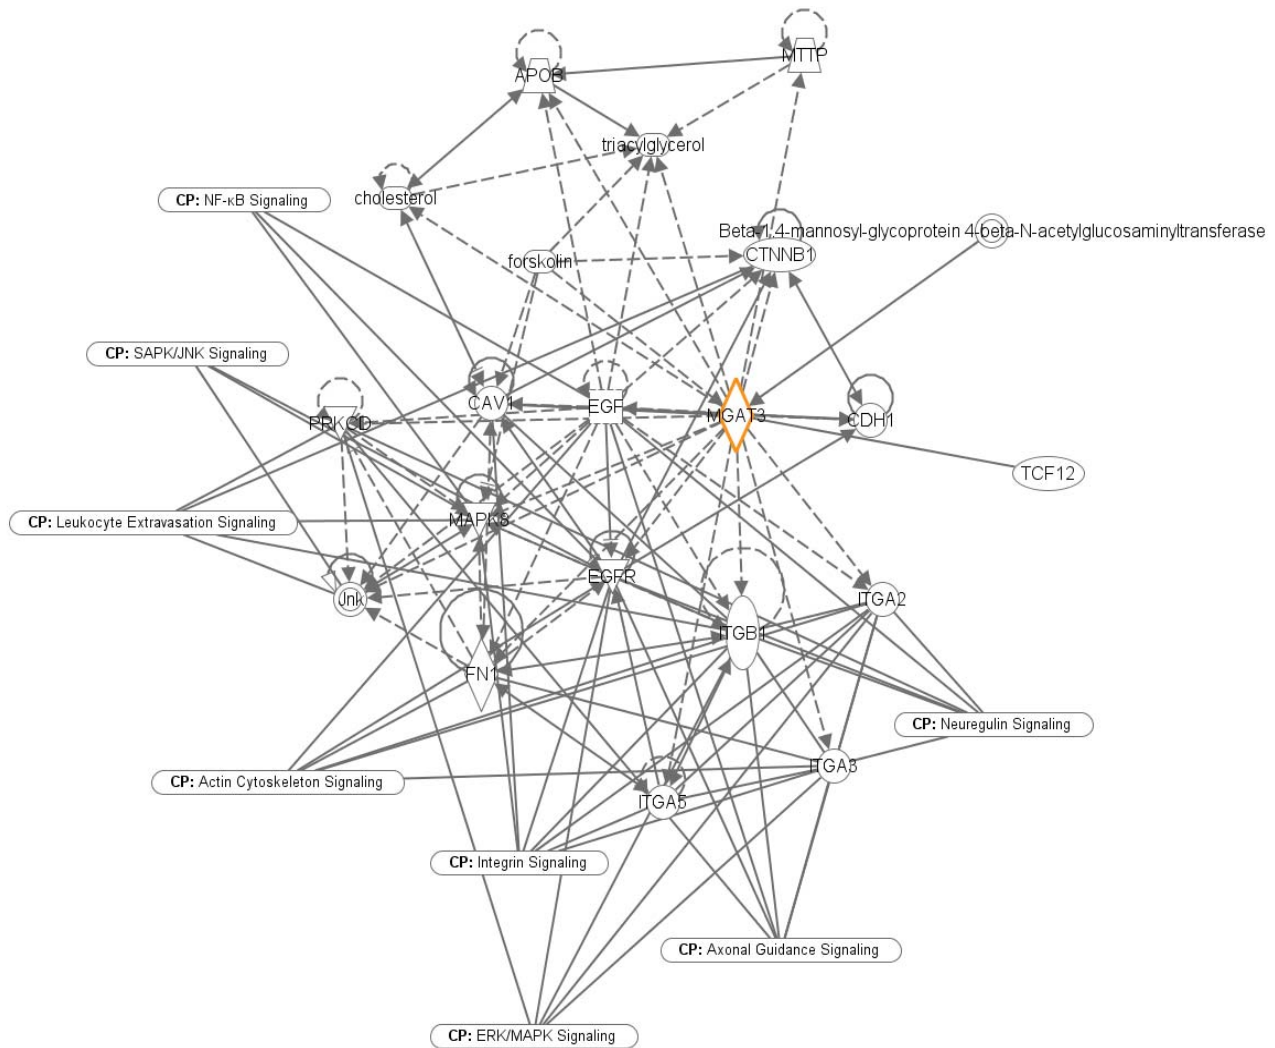 MTTP
APOB
triacylglycerol
cholesterol
CP: NF-κB Signaling
Beta-1,4-mannosyl-glycoprotein 4-beta-N-acetylglucosaminyltransferase
CTNNB1
forskolin
CP: SAPK/JNK Signaling
CAV1
EGF
MGAT3
CDH1
PRKCD
TCF12
CP: Leukocyte Extravasation Signaling
MAPK8
EGFR
Jnk
ITGA2
ITGB1
FN1
CP: Neuregulin Signaling
ITGA3
CP: Actin Cytoskeleton Signaling
ITGA5
CP: Integrin Signaling
CP: Axonal Guidance Signaling
CP: ERK/MAPK Signaling